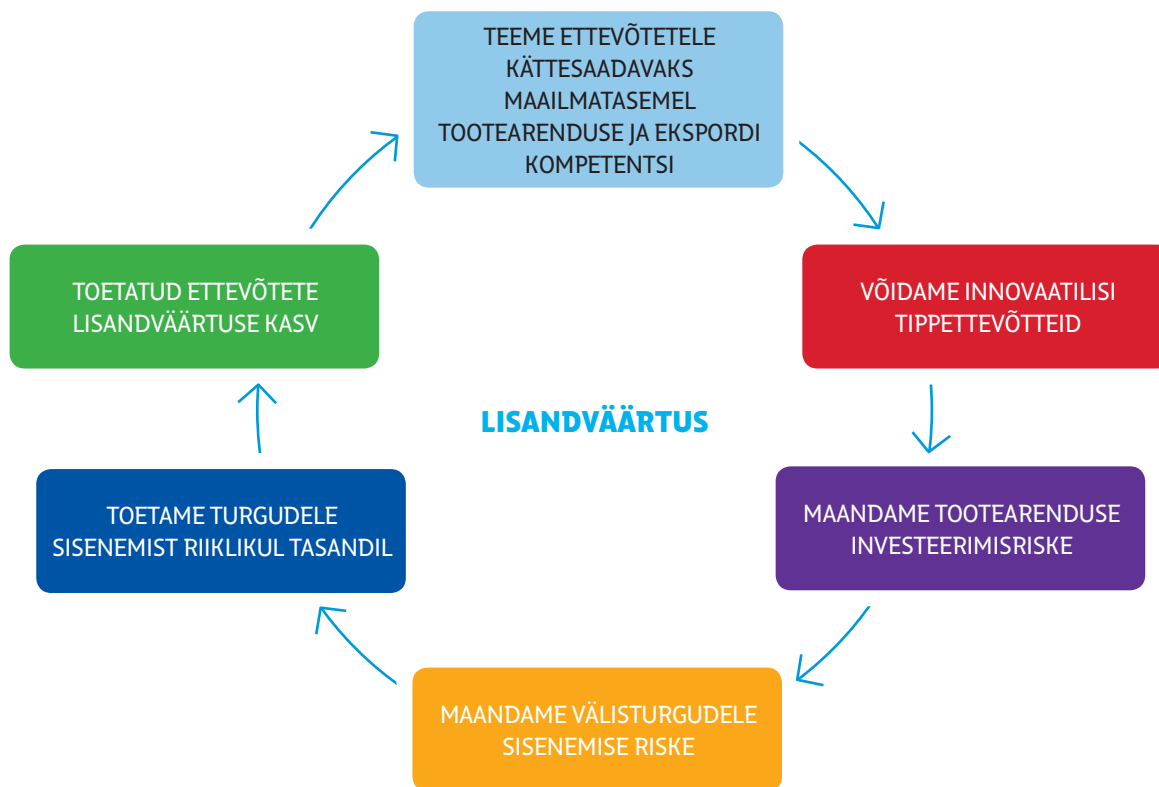 TEEME ETTEVÕTETELE
KÄTTESAADAVAKS
MAAILMATASEMEL
TOOTEARENDUSE JA EKSPORDI
KOMPETENTSI
VÕIDAME INNOVAATILISI
TIPPETTEVÕTTEID
MAANDAME TOOTEARENDUSE
INVESTEERIMISRISKE
MAANDAME VÄLISTURGUDELE
SISENEMISE RISKE
TOETAME TURGUDELE
SISENEMIST RIIKLIKUL TASANDIL
TOETATUD ETTEVÕTETE
LISANDVÄÄRTUSE KASV
LISANDVÄÄRTUS